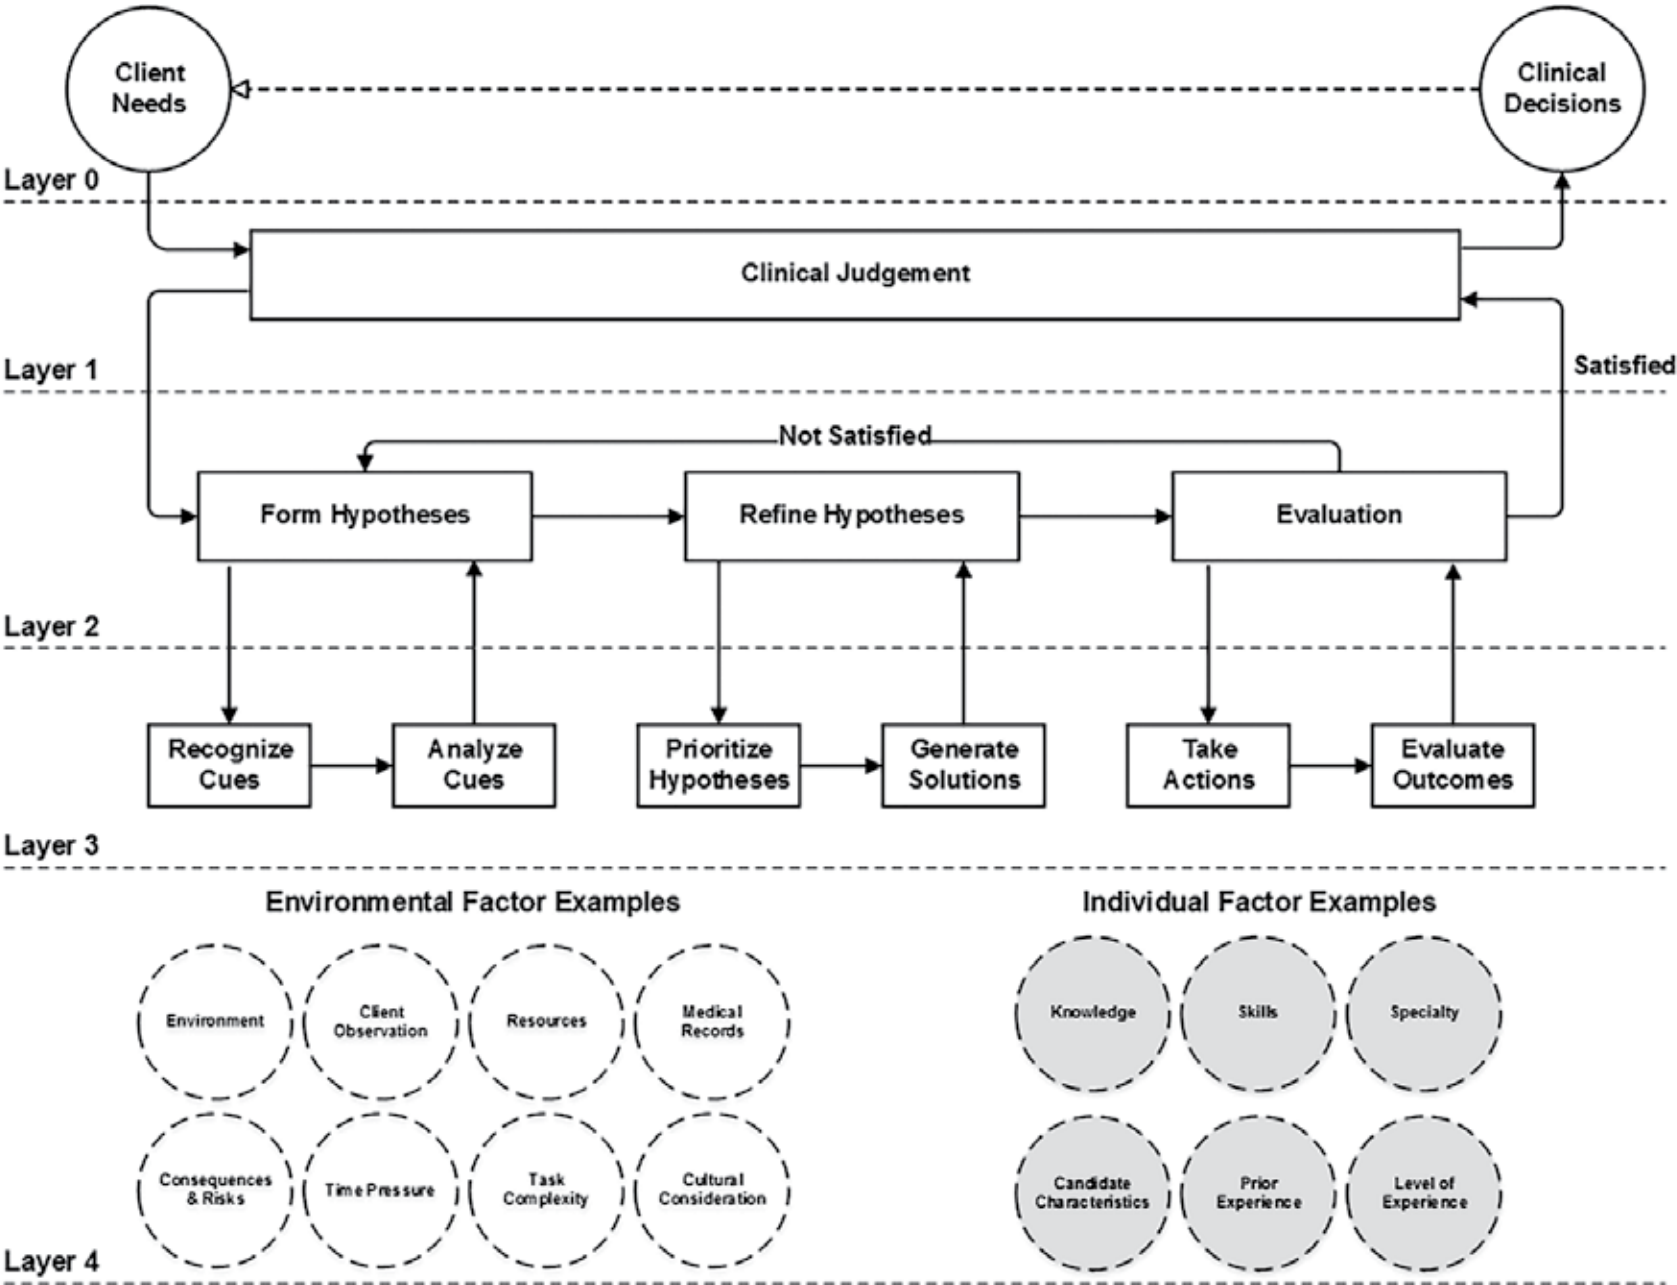 Client
Needs
Clinical
Decisions
Layer 0
Clinical Judgement
Layer 1
Satisfied
Not Satisfied
Form Hypotheses
Refine Hypotheses
Evaluation
Layer 2
Recognize
Cues
Analyze
Cues
Prioritize
Hypotheses
Generate
Solutions
Take
Actions
Evaluate
Outcomes
Layer 3
Environmental Factor Examples
Individual Factor Examples
Environment
Client
Observation
Resources
Medical
Records
Knowledge
Skills
Specialty
Consequences
& Risks
Time Pressure
Task
Complexity
Cultural
Consideration
Candidate
Characteristics
Prior
Experience
Level of
Experience
Layer 4